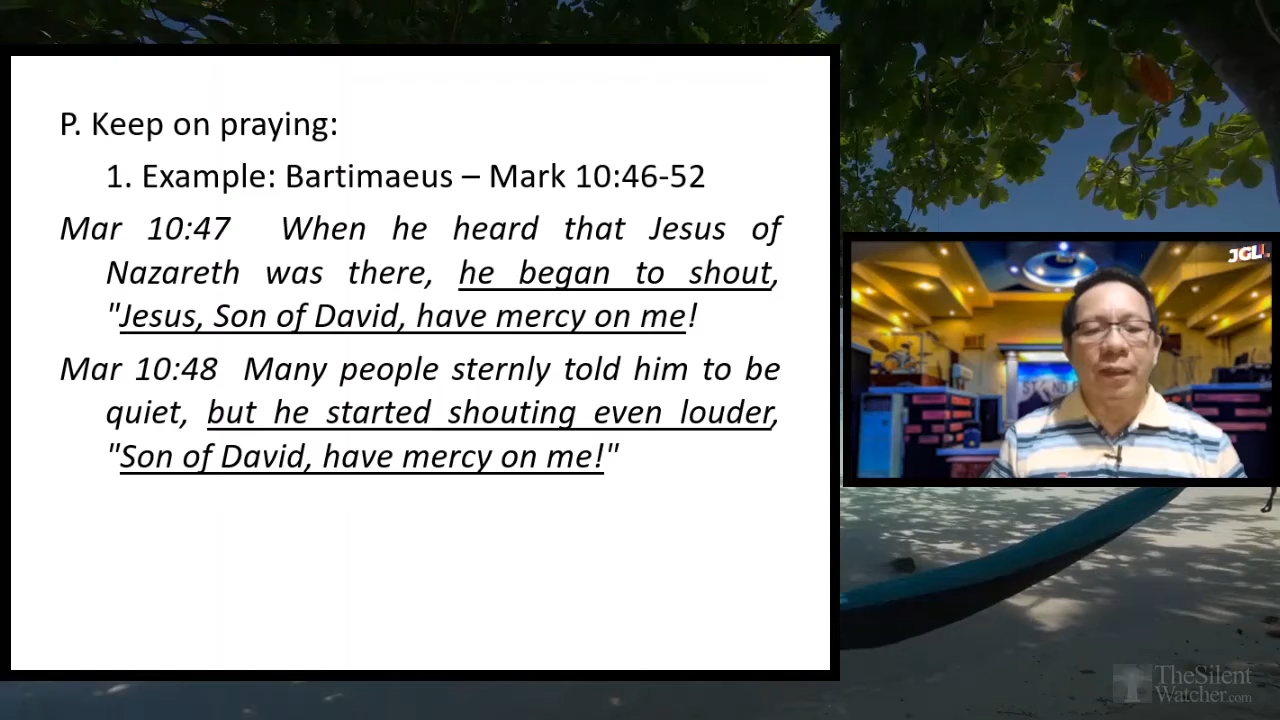 P. Keep on praying:
1. Example: Bartimaeus – Mark 10:46-52
Mar 10:47 When he heard that Jesus of
Nazareth was there, he began to shout,
"Jesus, Son of David, have mercy on me!
Mar 10:48 Many people sternly told him to be
quiet, but he started shouting even louder,
"Son of David, have mercy on me!"
JGLI.
TheSilent
Watcher.com